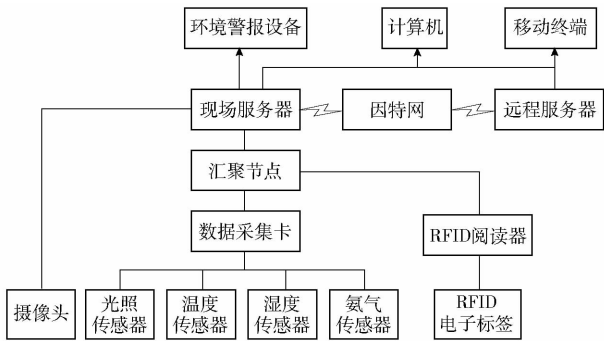 环境警报设备
计算机
移动终端
现场服务器
因特网
远程服务器
汇聚节点
数据采集卡
RFID阅读器
摄像头
光照
传感器
温度
传感器
湿度
传感器
氨气
传感器
RFID
电子标签